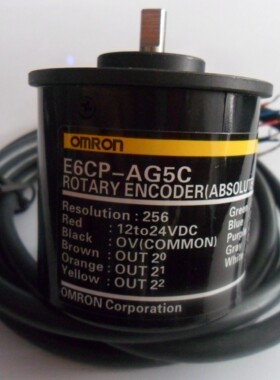 OMRON
E6CP-AG5C
ROTARY ENCODER(ABSOLUTE
Resolution : 256
Red : 12to24VDC
Black : 0V(COMMON)
Brown : OUT 2⁰
Orange : OUT 2¹
Yellow : OUT 2²
Green
Blue
Purple
Gray
White
OMRON Corporation